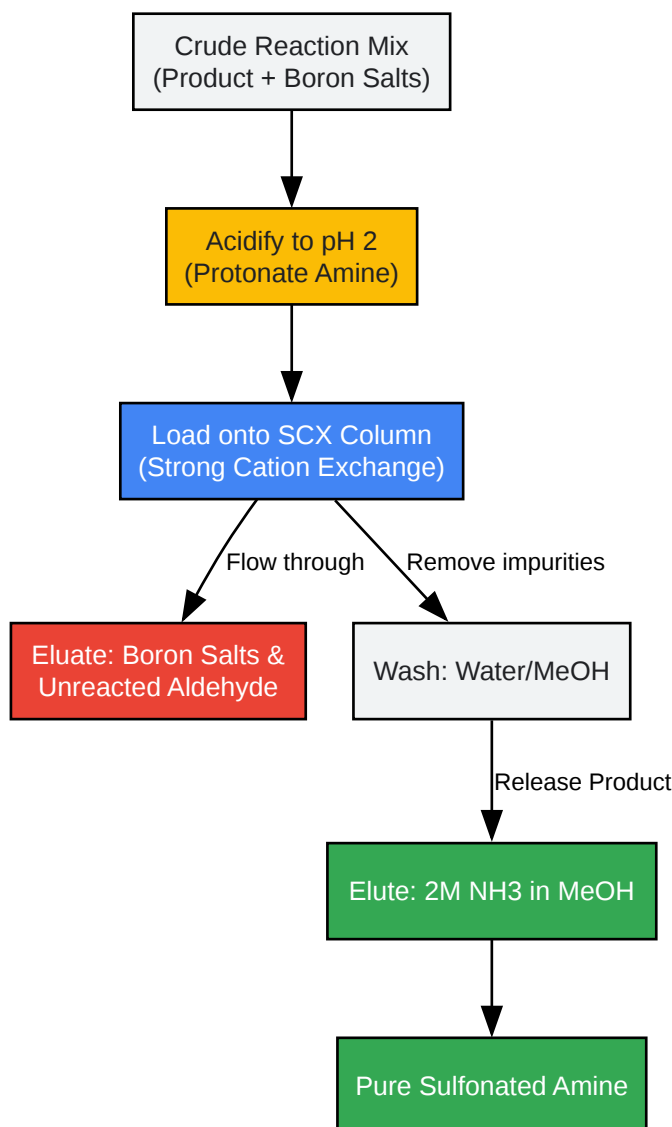 Crude Reaction Mix
(Product + Boron Salts)
Acidify to pH 2
(Protonate Amine)
Load onto SCX Column
(Strong Cation Exchange)
Flow through
Remove impurities
Eluate: Boron Salts &
Unreacted Aldehyde
Wash: Water/MeOH
Release Product
Elute: 2M NH3 in MeOH
Pure Sulfonated Amine